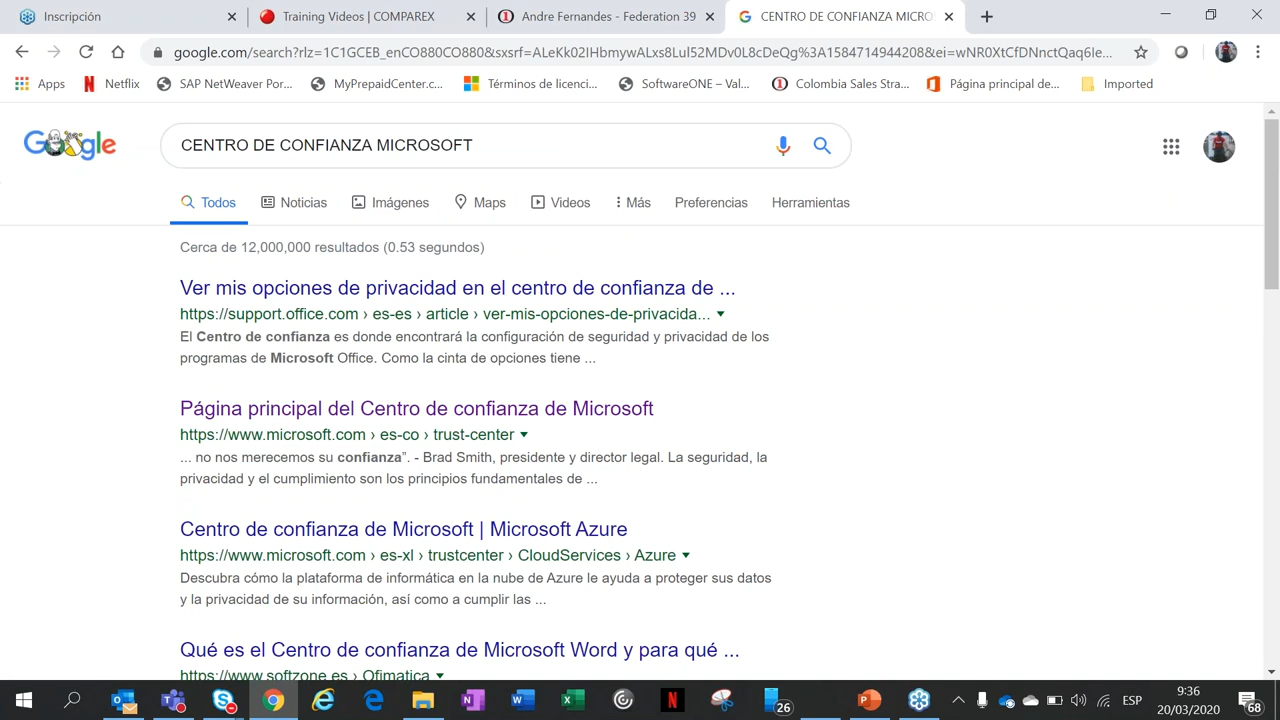 Inscripción
Training Videos | COMPAREX
Andre Fernandes - Federation 39
CENTRO DE CONFIANZA MICRO
google.com/search?rlz=1C1GCEB_enCO880CO880&sxsrf=ALeKk02IHbmywALxs8LuI52MDv0L8cDeQg%3A1584714944208&ei=wNR0XtCfDNnctQaq6Ie...
Apps
Netflix
SAP NetWeaver Por...
MyPrepaidCenter.c...
Términos de licenci...
SoftwareONE – Val...
Colombia Sales Stra...
Página principal de...
Imported
Google
CENTRO DE CONFIANZA MICROSOFT
Todos
Noticias
Imágenes
Maps
Videos
Más
Preferencias
Herramientas
Cerca de 12,000,000 resultados (0.53 segundos)
Ver mis opciones de privacidad en el centro de confianza de ...
https://support.office.com › es-es › article › ver-mis-opciones-de-privacida...
El Centro de confianza es donde encontrará la configuración de seguridad y privacidad de los
programas de Microsoft Office. Como la cinta de opciones tiene ...
Página principal del Centro de confianza de Microsoft
https://www.microsoft.com › es-co › trust-center
... no nos merecemos su confianza”. - Brad Smith, presidente y director legal. La seguridad, la
privacidad y el cumplimiento son los principios fundamentales de ...
Centro de confianza de Microsoft | Microsoft Azure
https://www.microsoft.com › es-xl › trustcenter › CloudServices › Azure
Descubra cómo la plataforma de informática en la nube de Azure le ayuda a proteger sus datos
y la privacidad de su información, así como a cumplir las ...
Qué es el Centro de confianza de Microsoft Word y para qué ...
https://www.softzone.es › Ofimatica
26
ESP
9:36
20/03/2020
68